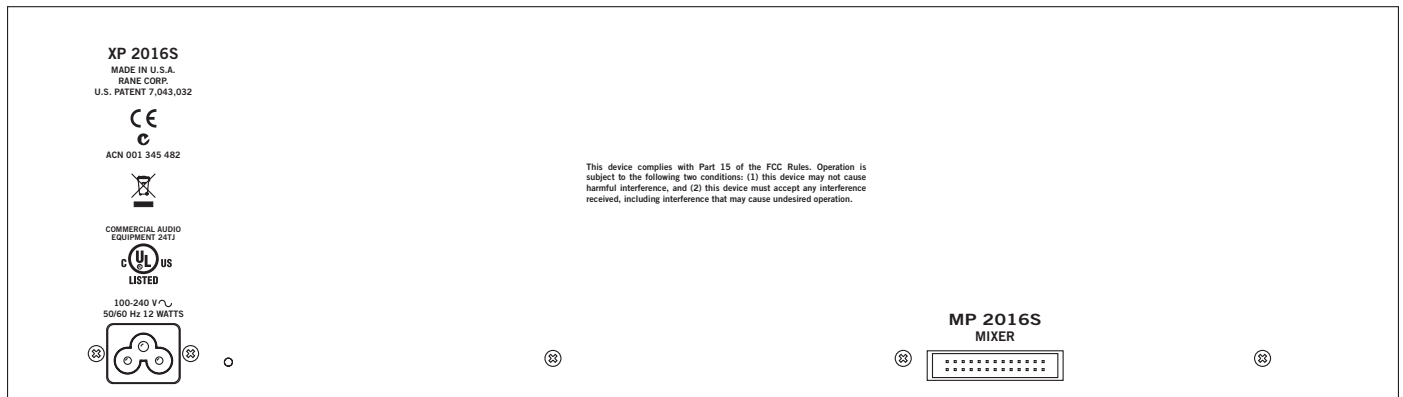 XP 2016S
MADE IN U.S.A.
RANE CORP.
U.S. PATENT 7,043,032
CE
ACN 001 345 482
COMMERCIAL AUDIO
EQUIPMENT 24TJ
C UL US
LISTED
100-240 V
50/60 Hz 12 WATTS
This device complies with Part 15 of the FCC Rules. Operation is
subject to the following two conditions: (1) this device may not cause
harmful interference, and (2) this device must accept any interference
received, including interference that may cause undesired operation.
MP 2016S
MIXER